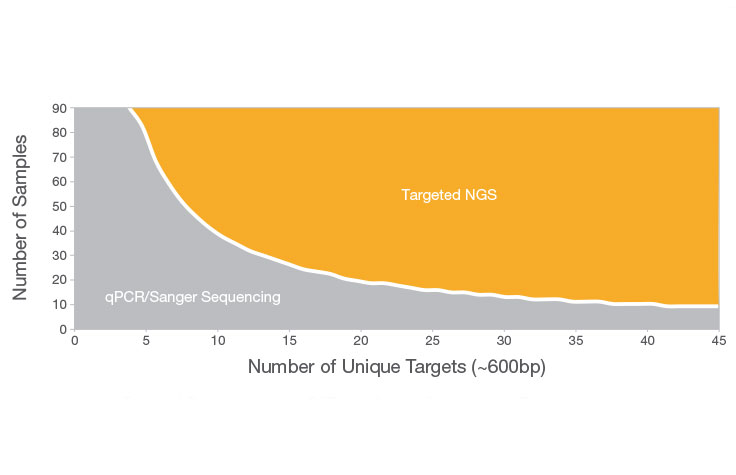 Number of Samples
90
80
70
60
50
40
30
20
10
0
Targeted NGS
qPCR/Sanger Sequencing
0 5 10 15 20 25 30 35 40 45
Number of Unique Targets (~600bp)